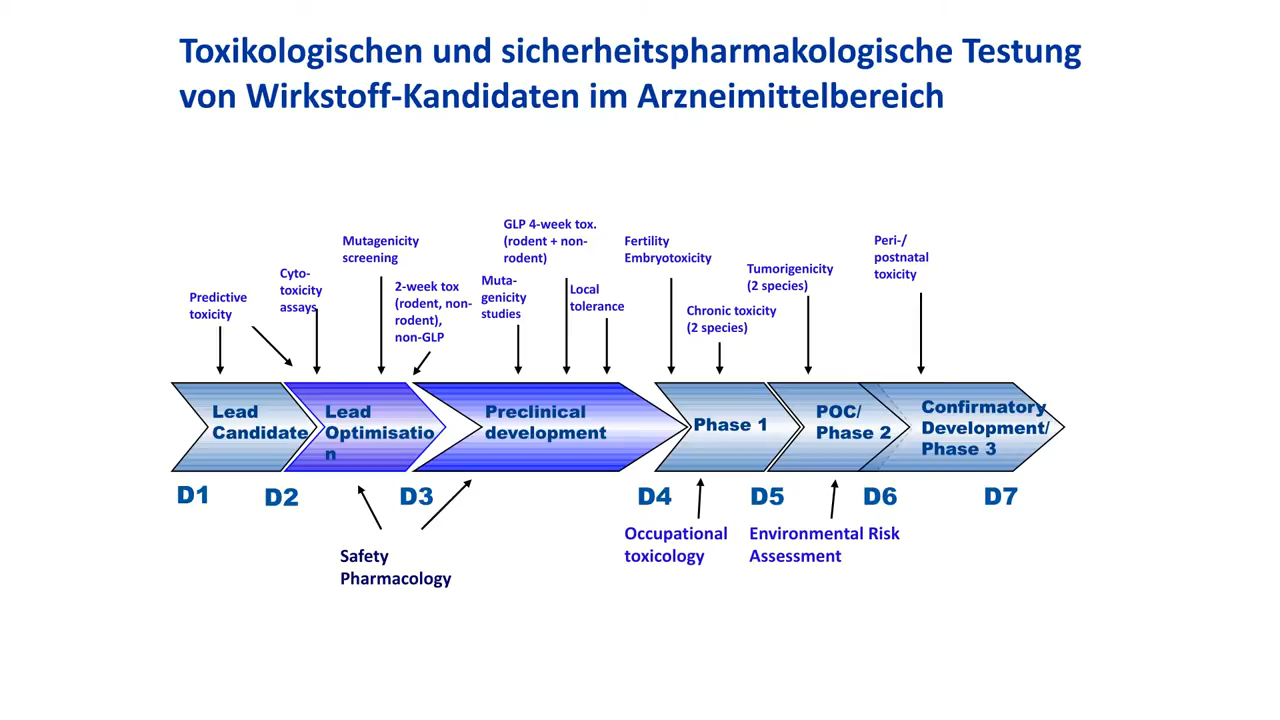 Toxikologischen und sicherheitspharmakologische Testung
von Wirkstoff-Kandidaten im Arzneimittelbereich
Predictive
toxicity
Cyto-
toxicity
assays
Mutagenicity
screening
2-week tox
(rodent, non-
rodent),
non-GLP
Muta-
genicity
studies
GLP 4-week tox.
(rodent + non-
rodent)
Local
tolerance
Fertility
Embryotoxicity
Chronic toxicity
(2 species)
Tumorigenicity
(2 species)
Peri-/
postnatal
toxicity
Lead
Candidate
Lead
Optimisatio
n
Preclinical
development
Phase 1
POC/
Phase 2
Confirmatory
Development/
Phase 3
D1
D2
D3
D4
D5
D6
D7
Safety
Pharmacology
Occupational
toxicology
Environmental Risk
Assessment